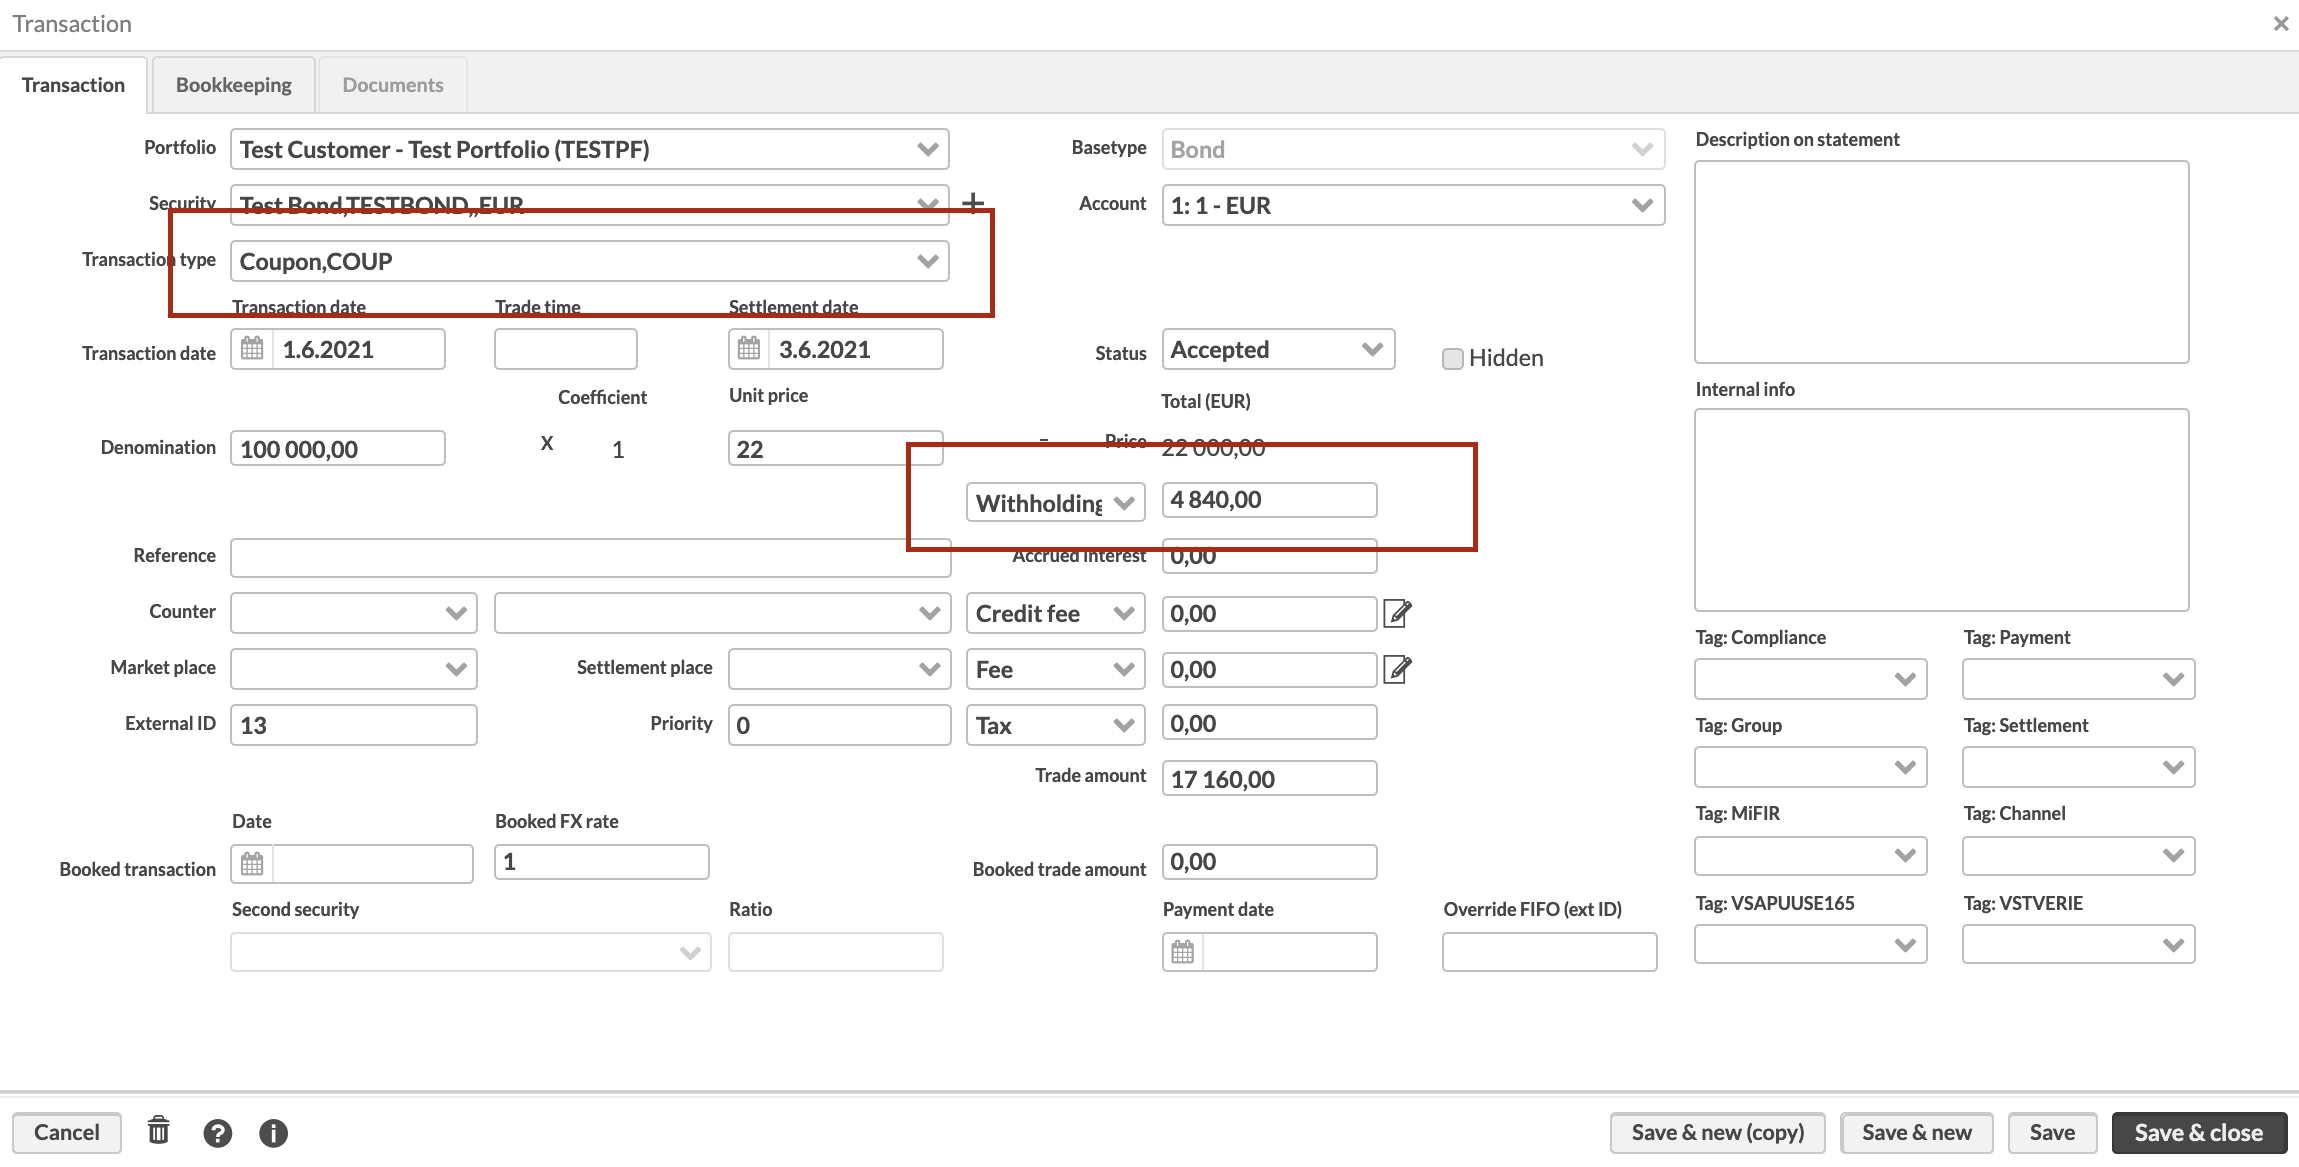 Transaction
Transaction Bookkeeping Documents
Portfolio Test Customer - Test Portfolio (TESTPF) Basetype Bond Description on statement
Security Test Bond,TESTBOND,,EUR Account 1: 1 - EUR
Transaction type Coupon,COUP
Transaction date Trade time Settlement date
Transaction date 1.6.2021 3.6.2021 Status Accepted Hidden
Coefficient Unit price Total (EUR) Internal info
Denomination 100 000,00 X 1 22 = Price 22 000,00
Withholding 4 840,00
Reference Accrued interest 0,00
Counter Credit fee 0,00
Tag: Compliance Tag: Payment
Market place Settlement place Fee 0,00
External ID 13 Priority 0 Tax 0,00 Tag: Group Tag: Settlement
Trade amount 17 160,00
Date Booked FX rate Tag: MiFIR Tag: Channel
Booked transaction 1 Booked trade amount 0,00
Second security Ratio Payment date Override FIFO (ext ID) Tag: VSAPUUSE165 Tag: VSTVERIE
Cancel Save & new (copy) Save & new Save Save & close